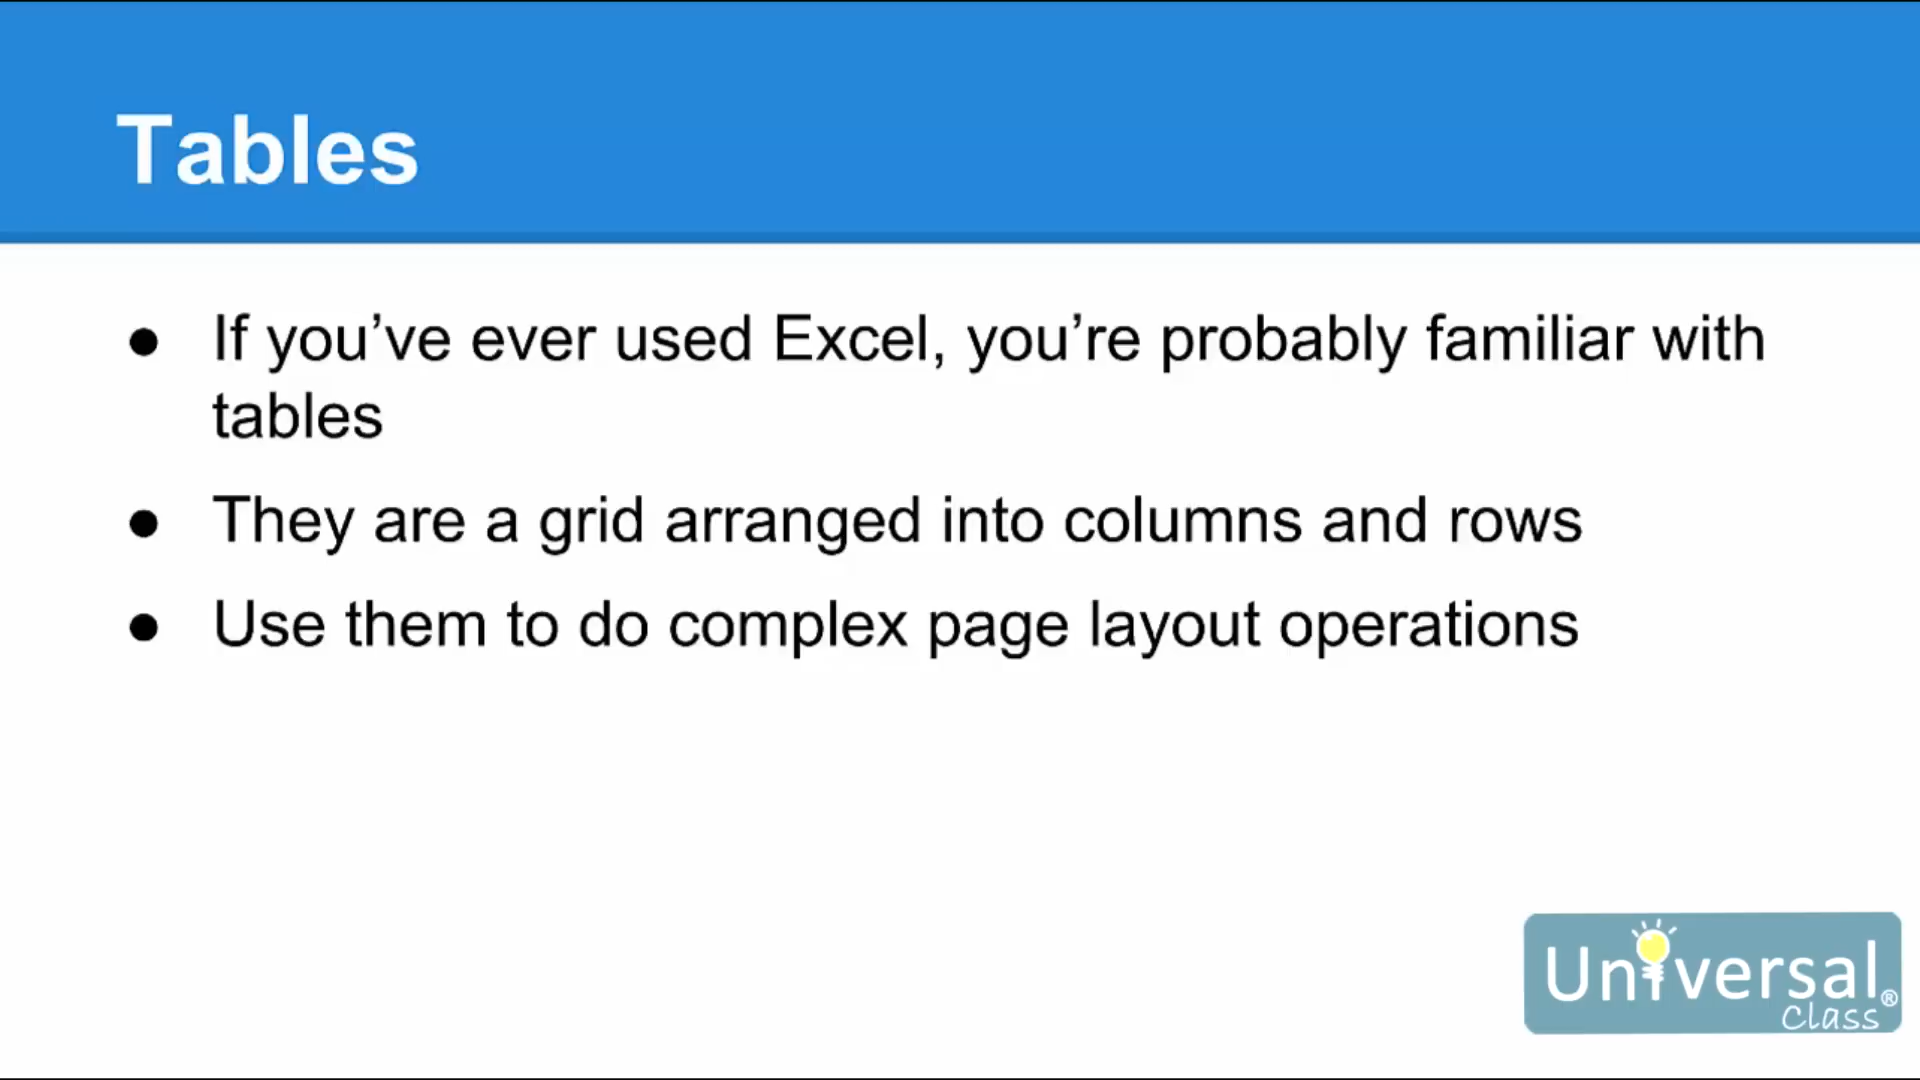 Tables
● If you’ve ever used Excel, you’re probably familiar with
tables
● They are a grid arranged into columns and rows
● Use them to do complex page layout operations
Universal®
Class